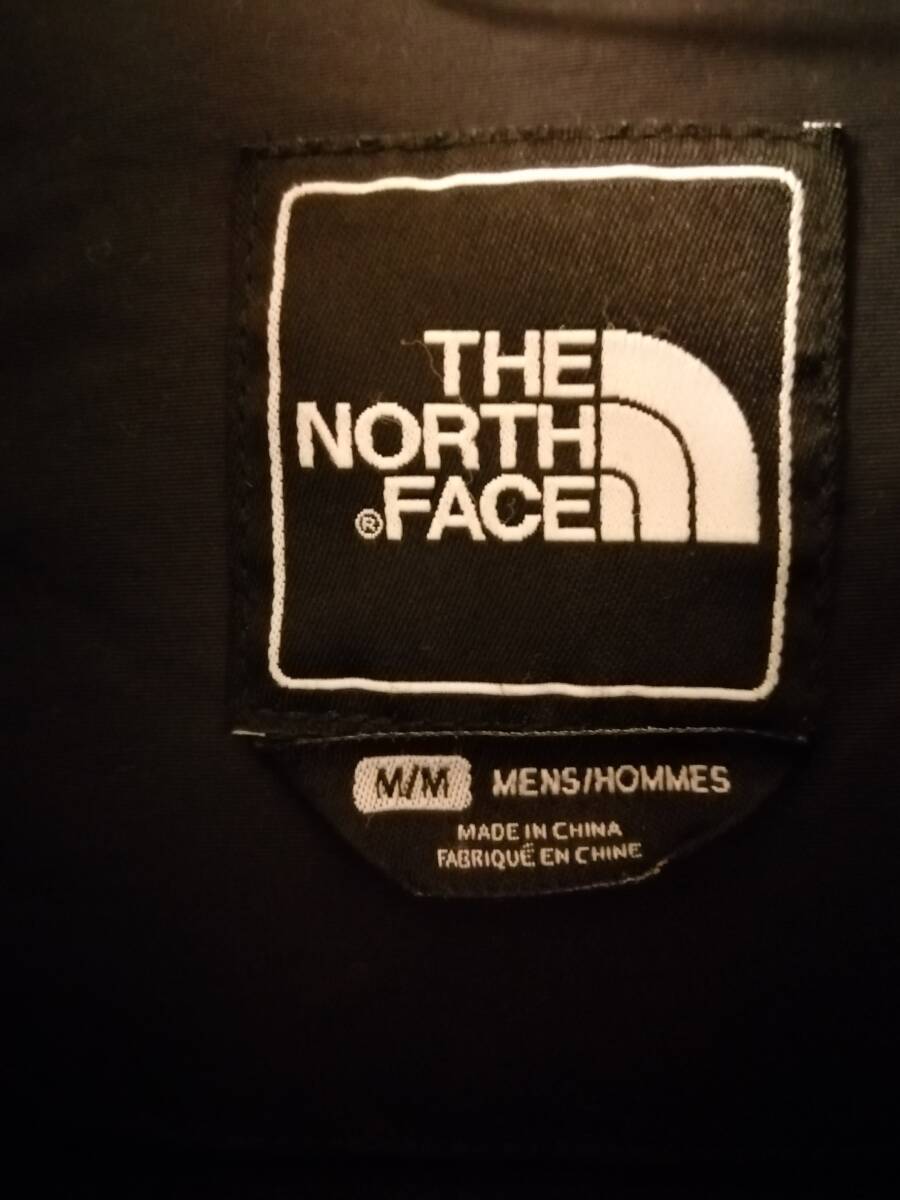 THE
NORTH
®FACE
M/M MENS/HOMMES
MADE IN CHINA
FABRIQUÉ EN CHINE